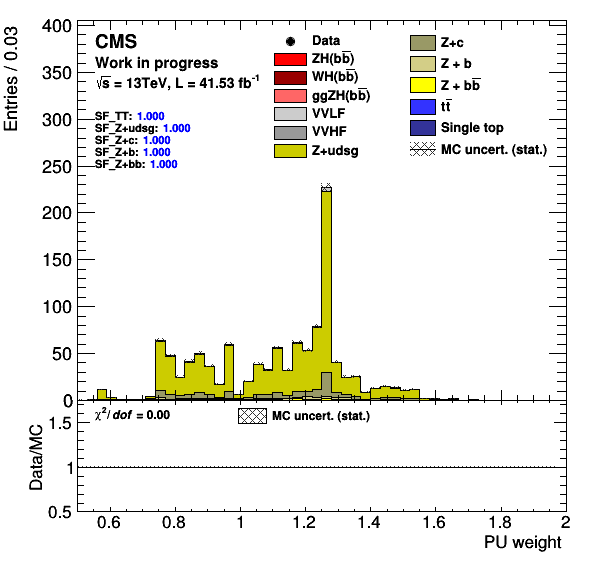 Entries / 0.03
400
350
300
250
200
150
100
50
0
CMS
Work in progress
√s = 13TeV, L = 41.53 fb⁻¹
SF_TT: 1.000
SF_Z+udsg: 1.000
SF_Z+c: 1.000
SF_Z+b: 1.000
SF_Z+bb: 1.000
Data
ZH(bb̅)
WH(bb̅)
ggZH(bb̅)
VVLF
VVHF
Z+udsg
Z+c
Z + b
Z + bb̅
tt̅
Single top
MC uncert. (stat.)
Data/MC
1.5
1
0.5
χ²/dof = 0.00
MC uncert. (stat.)
0.6 0.8 1 1.2 1.4 1.6 1.8 2
PU weight